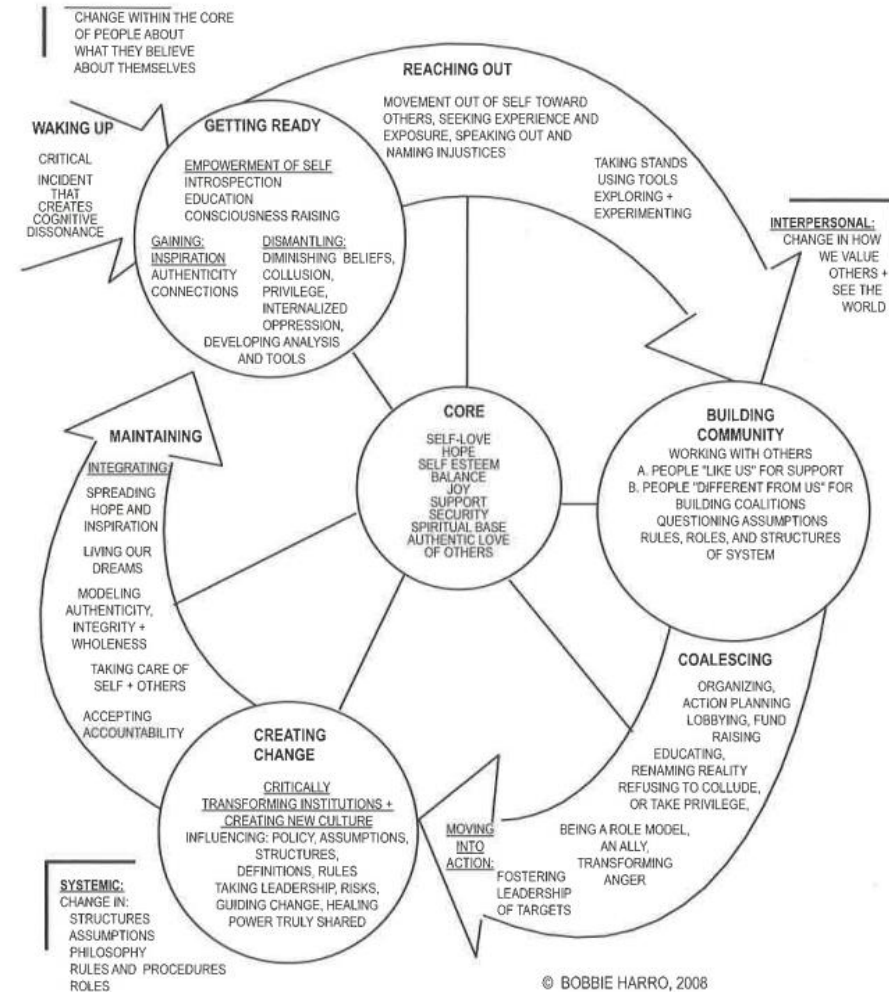 CHANGE WITHIN THE CORE
OF PEOPLE ABOUT
WHAT THEY BELIEVE
ABOUT THEMSELVES
WAKING UP
CRITICAL
INCIDENT
THAT
CREATES
COGNITIVE
DISSONANCE
GETTING READY
EMPOWERMENT OF SELF
INTROSPECTION
EDUCATION
CONSCIOUSNESS RAISING
GAINING:
INSPIRATION
AUTHENTICITY
CONNECTIONS
DISMANTLING:
DIMINISHING BELIEFS,
COLLUSION,
PRIVILEGE,
INTERNALIZED
OPPRESSION,
DEVELOPING ANALYSIS
AND TOOLS
REACHING OUT
MOVEMENT OUT OF SELF TOWARD
OTHERS, SEEKING EXPERIENCE AND
EXPOSURE, SPEAKING OUT AND
NAMING INJUSTICES
TAKING STANDS
USING TOOLS
EXPLORING +
EXPERIMENTING
INTERPERSONAL:
CHANGE IN HOW
WE VALUE
OTHERS +
SEE THE
WORLD
BUILDING
COMMUNITY
WORKING WITH OTHERS
A. PEOPLE "LIKE US" FOR SUPPORT
B. PEOPLE "DIFFERENT FROM US" FOR
BUILDING COALITIONS
QUESTIONING ASSUMPTIONS
RULES, ROLES, AND STRUCTURES
OF SYSTEM
CORE
SELF-LOVE
HOPE
SELF ESTEEM
BALANCE
JOY
SUPPORT
SECURITY
SPIRITUAL BASE
AUTHENTIC LOVE
OF OTHERS
COALESCING
ORGANIZING,
ACTION PLANNING
LOBBYING, FUND
RAISING
EDUCATING,
RENAMING REALITY
REFUSING TO COLLUDE,
OR TAKE PRIVILEGE,
BEING A ROLE MODEL,
AN ALLY,
TRANSFORMING
ANGER
MOVING
INTO
ACTION:
FOSTERING
LEADERSHIP
OF TARGETS
CREATING
CHANGE
CRITICALLY
TRANSFORMING INSTITUTIONS +
CREATING NEW CULTURE
INFLUENCING: POLICY, ASSUMPTIONS,
STRUCTURES,
DEFINITIONS, RULES
TAKING LEADERSHIP, RISKS,
GUIDING CHANGE, HEALING
POWER TRULY SHARED
MAINTAINING
INTEGRATING:
SPREADING
HOPE AND
INSPIRATION
LIVING OUR
DREAMS
MODELING
AUTHENTICITY,
INTEGRITY +
WHOLENESS
TAKING CARE OF
SELF + OTHERS
ACCEPTING
ACCOUNTABILITY
SYSTEMIC:
CHANGE IN:
STRUCTURES
ASSUMPTIONS
PHILOSOPHY
RULES AND PROCEDURES
ROLES
© BOBBIE HARRO, 2008